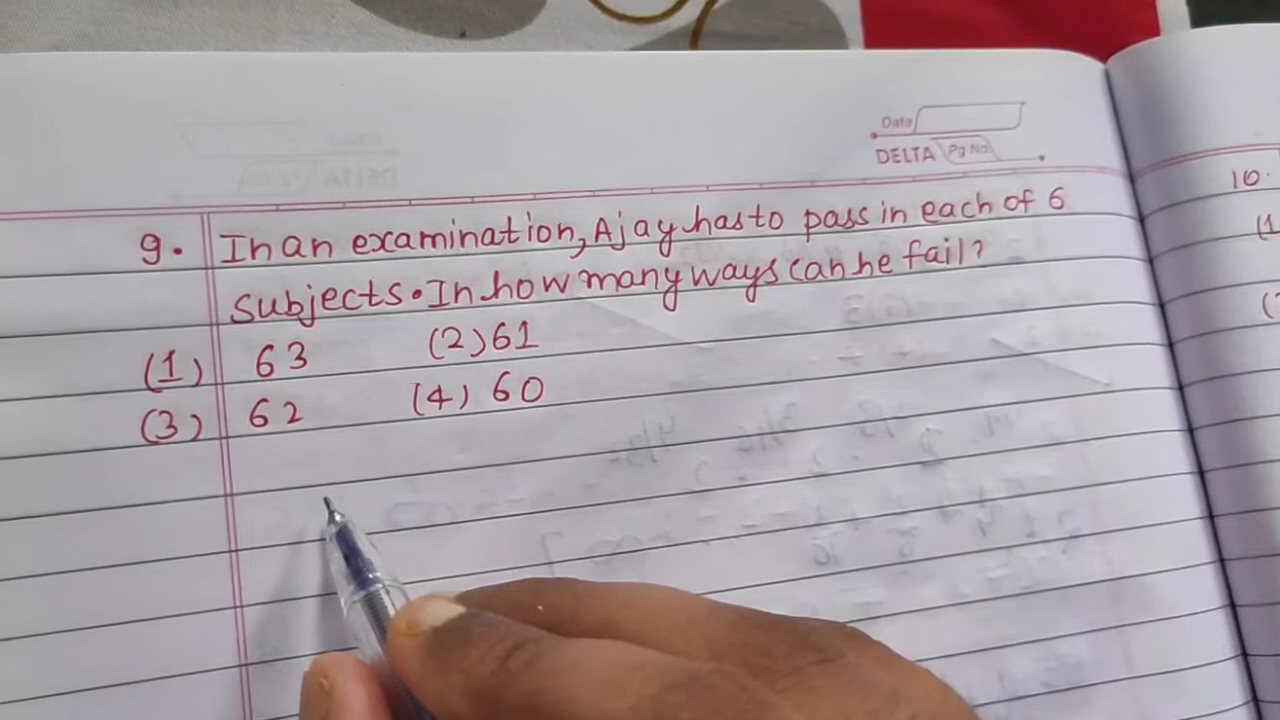 Date
DELTA Pg No
9. In an examination, Ajay has to pass in each of 6
subjects. In how many ways can he fail?
(1) 63 (2) 61
(3) 62 (4) 60
10.
(1